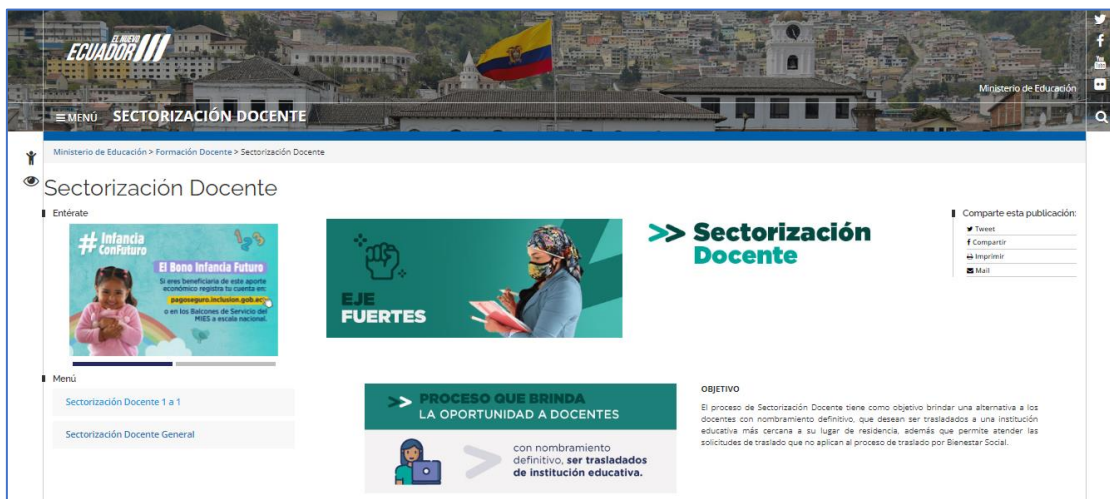 EL NUEVO
ECUADOR
Ministerio de Educación
≡ MENÚ SECTORIZACIÓN DOCENTE
Ministerio de Educación > Formación Docente > Sectorización Docente
Sectorización Docente
Entérate
# Infancia
ConFuturo
123
El Bono Infancia Futuro
Si eres beneficiaria de este aporte
económico registra tu cuenta en:
pagoseguro.inclusion.gob.ec
o en los Balcones de Servicio del
MIES a escala nacional.
EJE
FUERTES
>> Sectorización
Docente
Comparte esta publicación:
Tweet
Compartir
Imprimir
Mail
Menú
Sectorización Docente 1 a 1
Sectorización Docente General
>> PROCESO QUE BRINDA
LA OPORTUNIDAD A DOCENTES
con nombramiento
definitivo, ser trasladados
de institución educativa.
OBJETIVO
El proceso de Sectorización Docente tiene como objetivo brindar una alternativa a los
docentes con nombramiento definitivo, que desean ser trasladados a una institución
educativa más cercana a su lugar de residencia, además que permite atender las
solicitudes de traslado que no aplican al proceso de traslado por Bienestar Social.